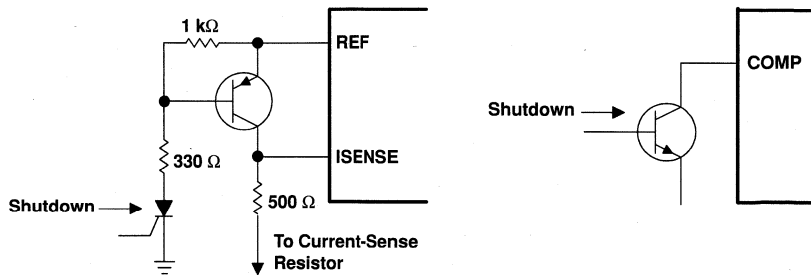 1 kΩ
REF
COMP
Shutdown
ISENSE
330 Ω
500 Ω
Shutdown
To Current-Sense
Resistor